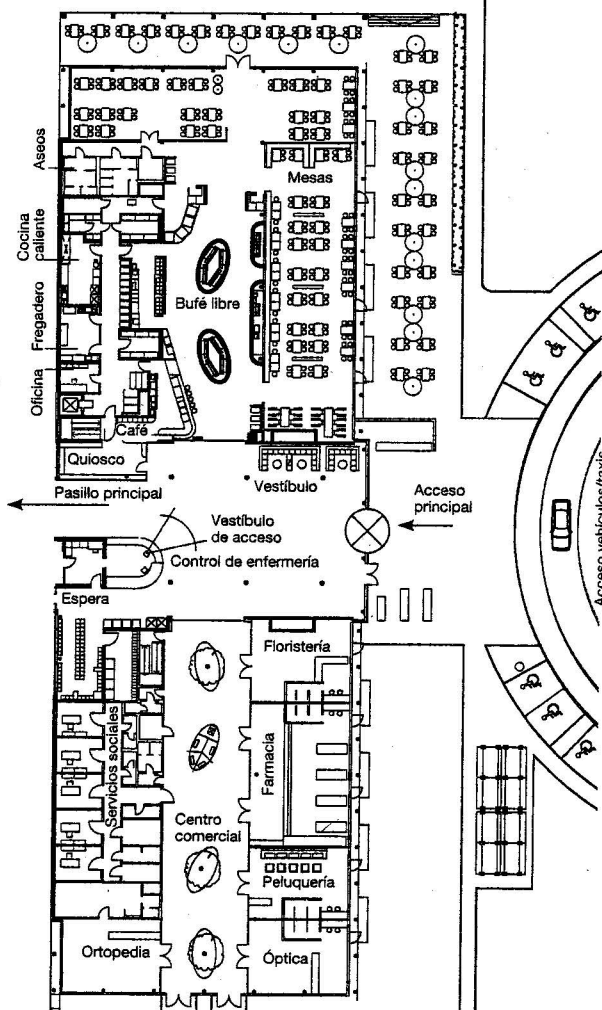 Aseos
Mesas
Cocina
caliente
Bufé libre
Fregadero
Oficina
Café
Quiosco
Vestíbulo
Pasillo principal
Acceso
principal
Vestíbulo
de acceso
Control de enfermería
Acceso vehículos/taxis
Espera
Floristería
Servicios sociales
Farmacia
Centro
comercial
Peluquería
Ortopedia
Óptica